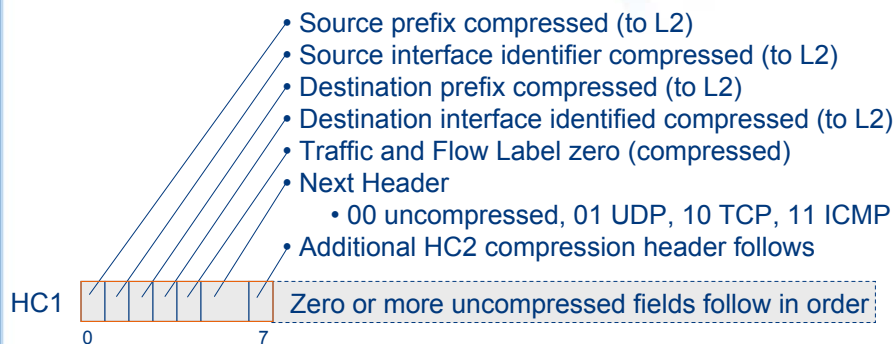 • Source prefix compressed (to L2)
• Source interface identifier compressed (to L2)
• Destination prefix compressed (to L2)
• Destination interface identified compressed (to L2)
• Traffic and Flow Label zero (compressed)
• Next Header
• 00 uncompressed, 01 UDP, 10 TCP, 11 ICMP
• Additional HC2 compression header follows
HC1 Zero or more uncompressed fields follow in order
0 7